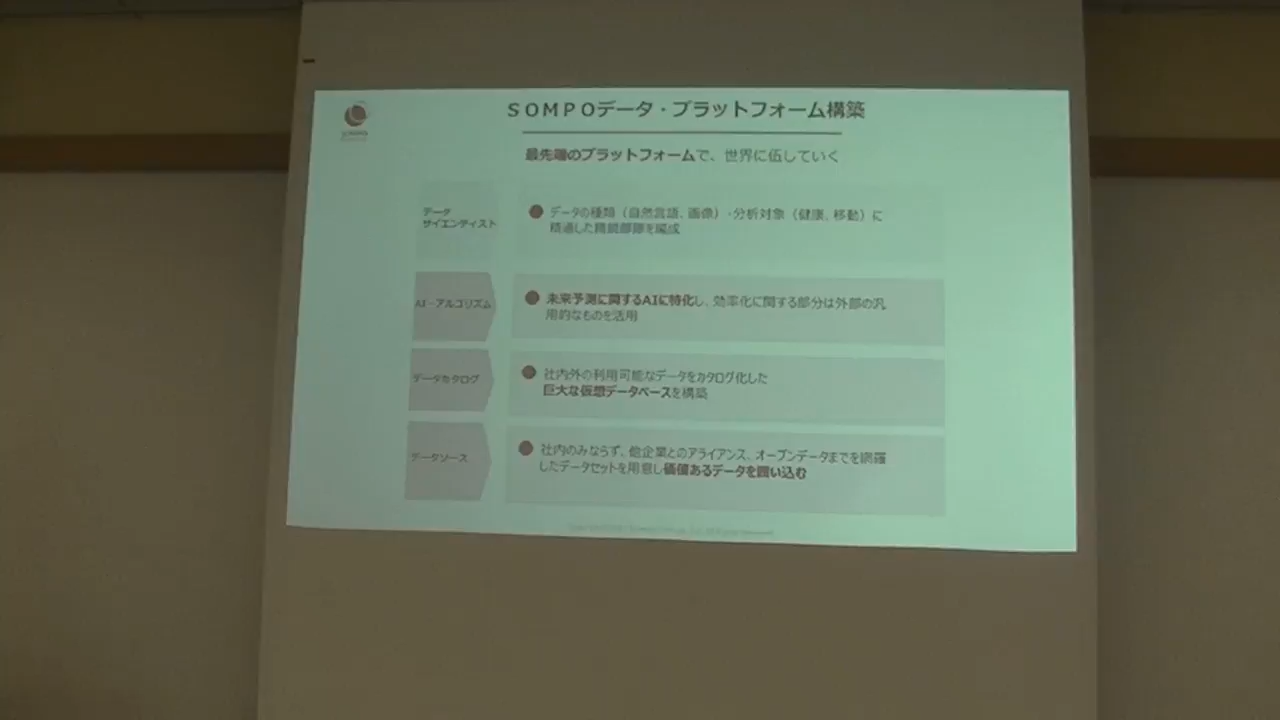 SOMPO
SOMPOデータ・プラットフォーム構築
最先端のプラットフォームで、世界に伍していく
データ
サイエンティスト
データの種類（自然言語、画像）・分析対象（健康、移動）に
精通した精鋭部隊を編成
AI・アルゴリズム
未来予測に関するAIに特化し、効率化に関する部分は外部の汎
用的なものを活用
データカタログ
社内外の利用可能なデータをカタログ化した
巨大な仮想データベースを構築
データソース
社内のみならず、他企業とのアライアンス、オープンデータまでを網羅
したデータセットを用意し価値あるデータを囲い込む